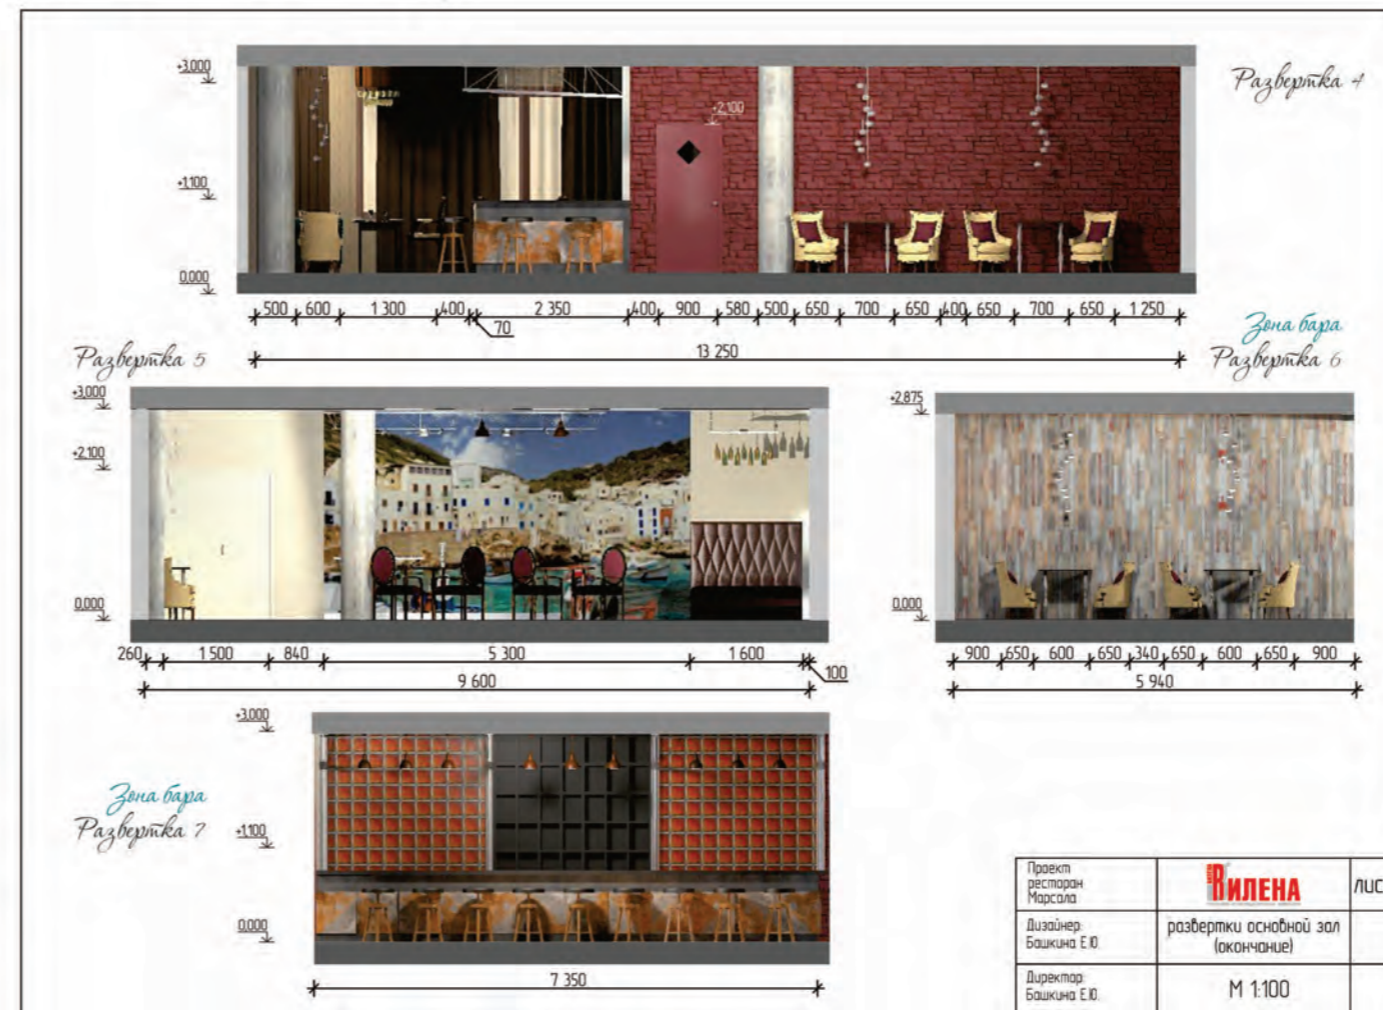 Развертка 4
+3.000
+2.100
+1.100
0.000
500 600 1 300 400 2 350 400 900 580 500 650 700 650 400 650 700 650 1 250
70
13 250
Развертка 5
+3.000
+2.100
0.000
260 1 500 840 5 300 1 600
100
9 600
Зона бара
Развертка 6
+2.875
0.000
900 650 600 650 340 650 600 650 900
5 940
Зона бара
Развертка 7
+3.000
+1.100
0.000
7 350
Проект
ресторан
Марсала
ВИЛЕНА
ЛИС
Дизайнер:
Башкина Е.Ю.
развертки основной зал
(окончание)
Директор:
Башкина Е.Ю.
М 1:100